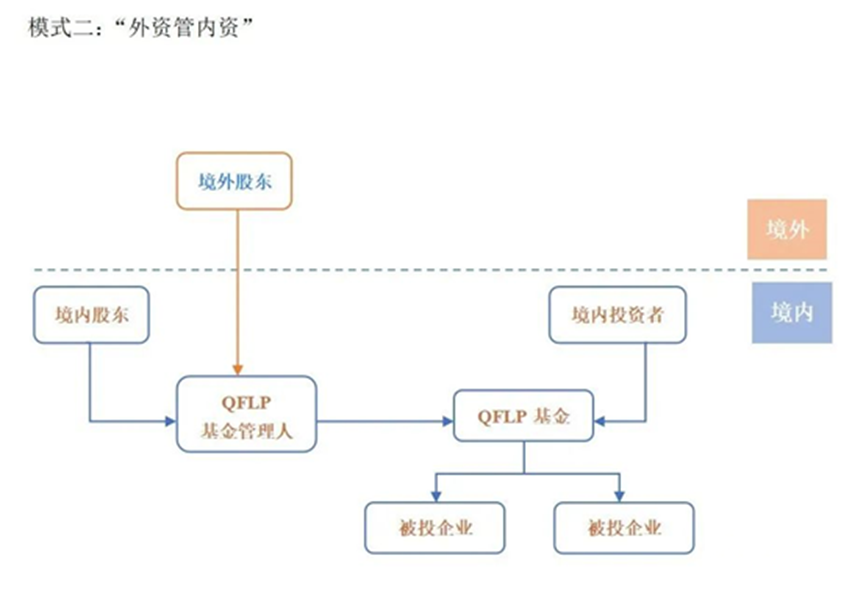 模式二：“外资管内资”
境外股东
境外
境内股东
境内投资者
境内
QFLP
基金管理人
QFLP 基金
被投企业
被投企业